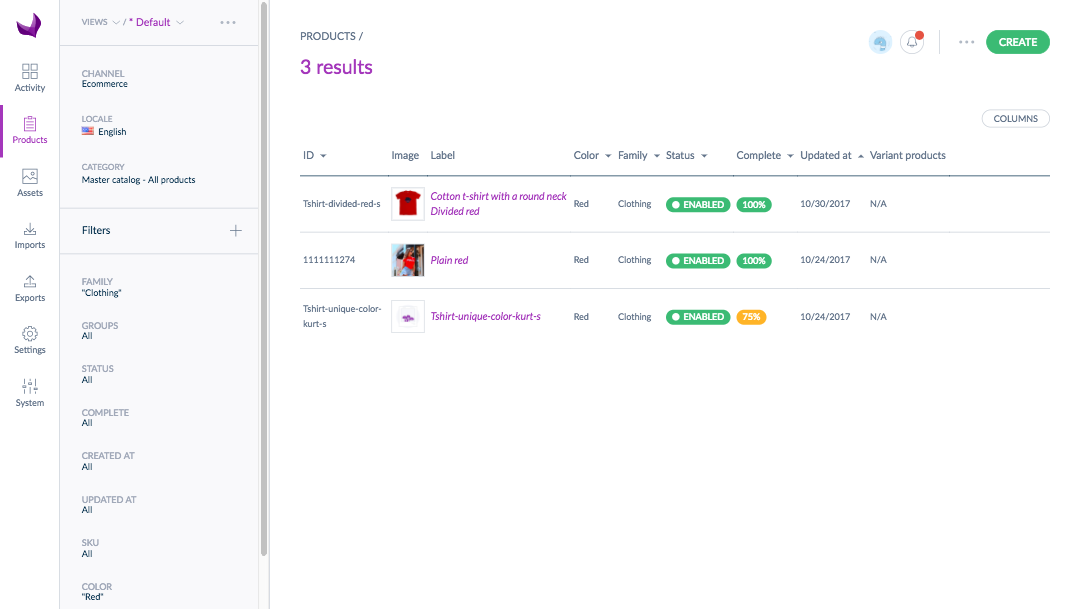 Activity
Products
Assets
Imports
Exports
Settings
System
VIEWS / * Default
CHANNEL
Ecommerce
LOCALE
English
CATEGORY
Master catalog - All products
Filters
FAMILY
"Clothing"
GROUPS
All
STATUS
All
COMPLETE
All
CREATED AT
All
UPDATED AT
All
SKU
All
COLOR
"Red"
PRODUCTS /
3 results
CREATE
COLUMNS
ID Image Label Color Family Status Complete Updated at Variant products
Tshirt-divided-red-s Cotton t-shirt with a round neck Red Clothing ENABLED 100% 10/30/2017 N/A
Divided red
1111111274 Plain red Red Clothing ENABLED 100% 10/24/2017 N/A
Tshirt-unique-color- Tshirt-unique-color-kurt-s Red Clothing ENABLED 75% 10/24/2017 N/A
kurt-s